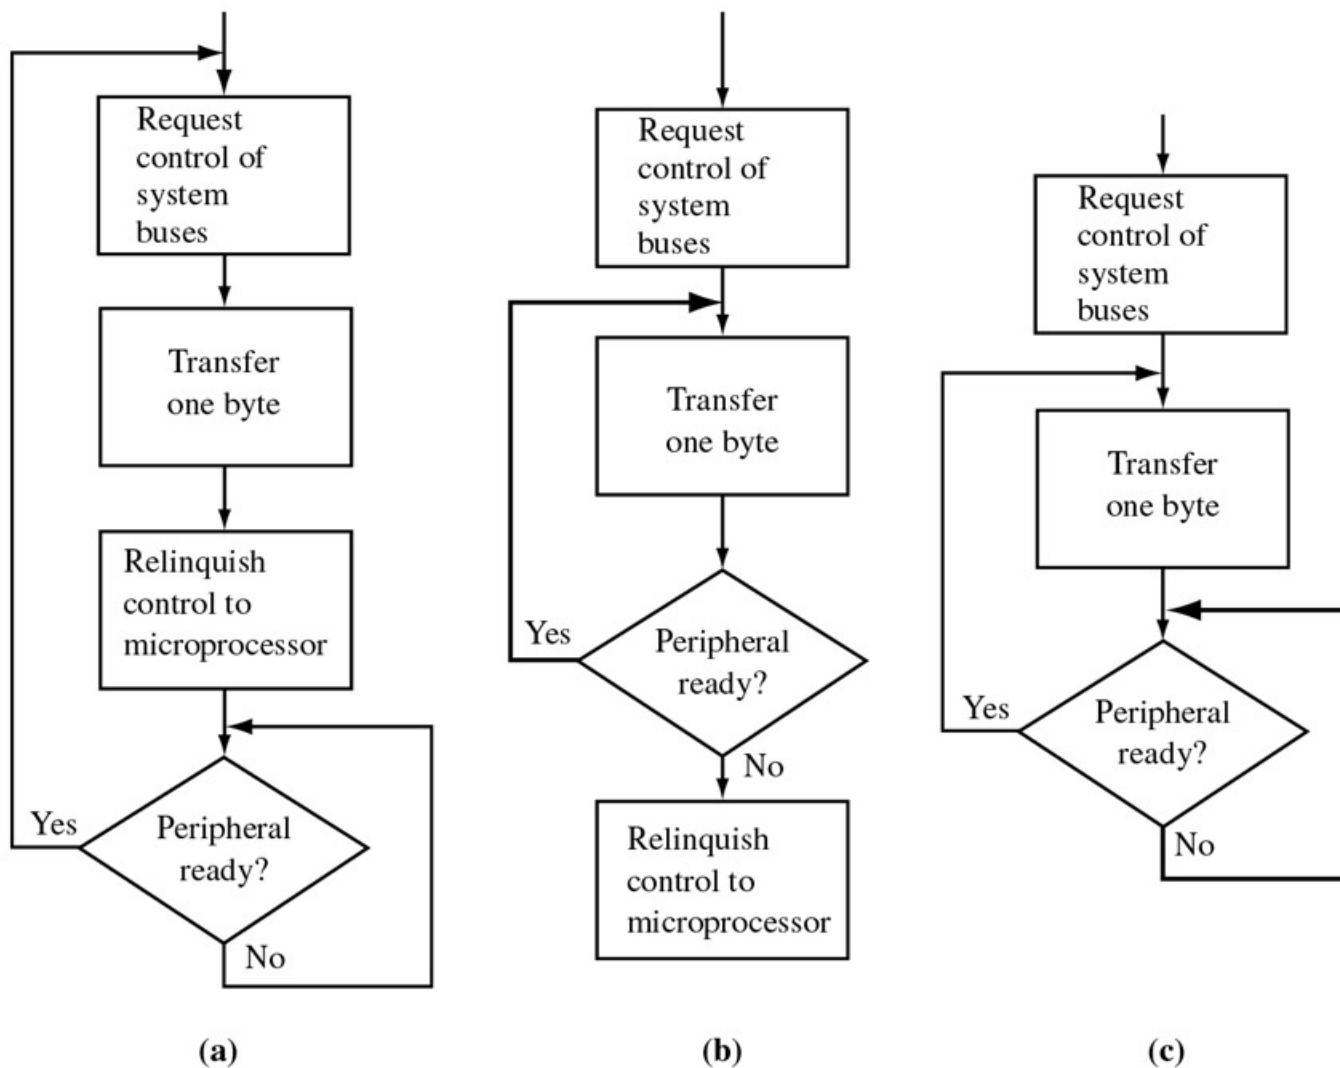 Request
control of
system
buses
Transfer
one byte
Relinquish
control to
microprocessor
Peripheral
ready?
Yes
No
(a)
Request
control of
system
buses
Transfer
one byte
Peripheral
ready?
Yes
No
Relinquish
control to
microprocessor
(b)
Request
control of
system
buses
Transfer
one byte
Peripheral
ready?
Yes
No
(c)